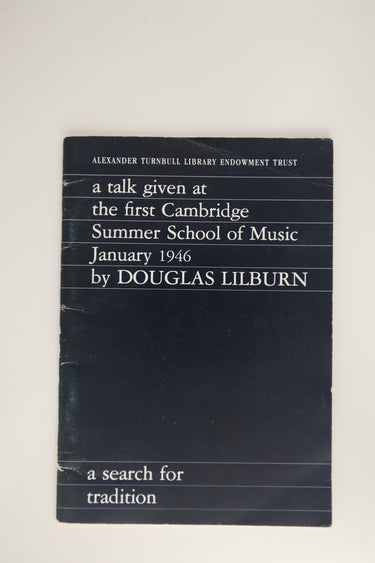 ALEXANDER TURNBULL LIBRARY ENDOWMENT TRUST
a talk given at
the first Cambridge
Summer School of Music
January 1946
by DOUGLAS LILBURN
a search for
tradition